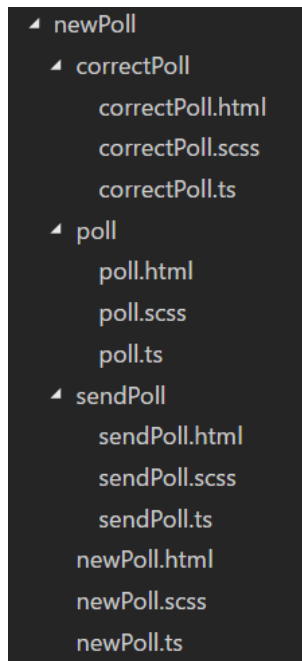 newPoll
correctPoll
correctPoll.html
correctPoll.scss
correctPoll.ts
poll
poll.html
poll.scss
poll.ts
sendPoll
sendPoll.html
sendPoll.scss
sendPoll.ts
newPoll.html
newPoll.scss
newPoll.ts